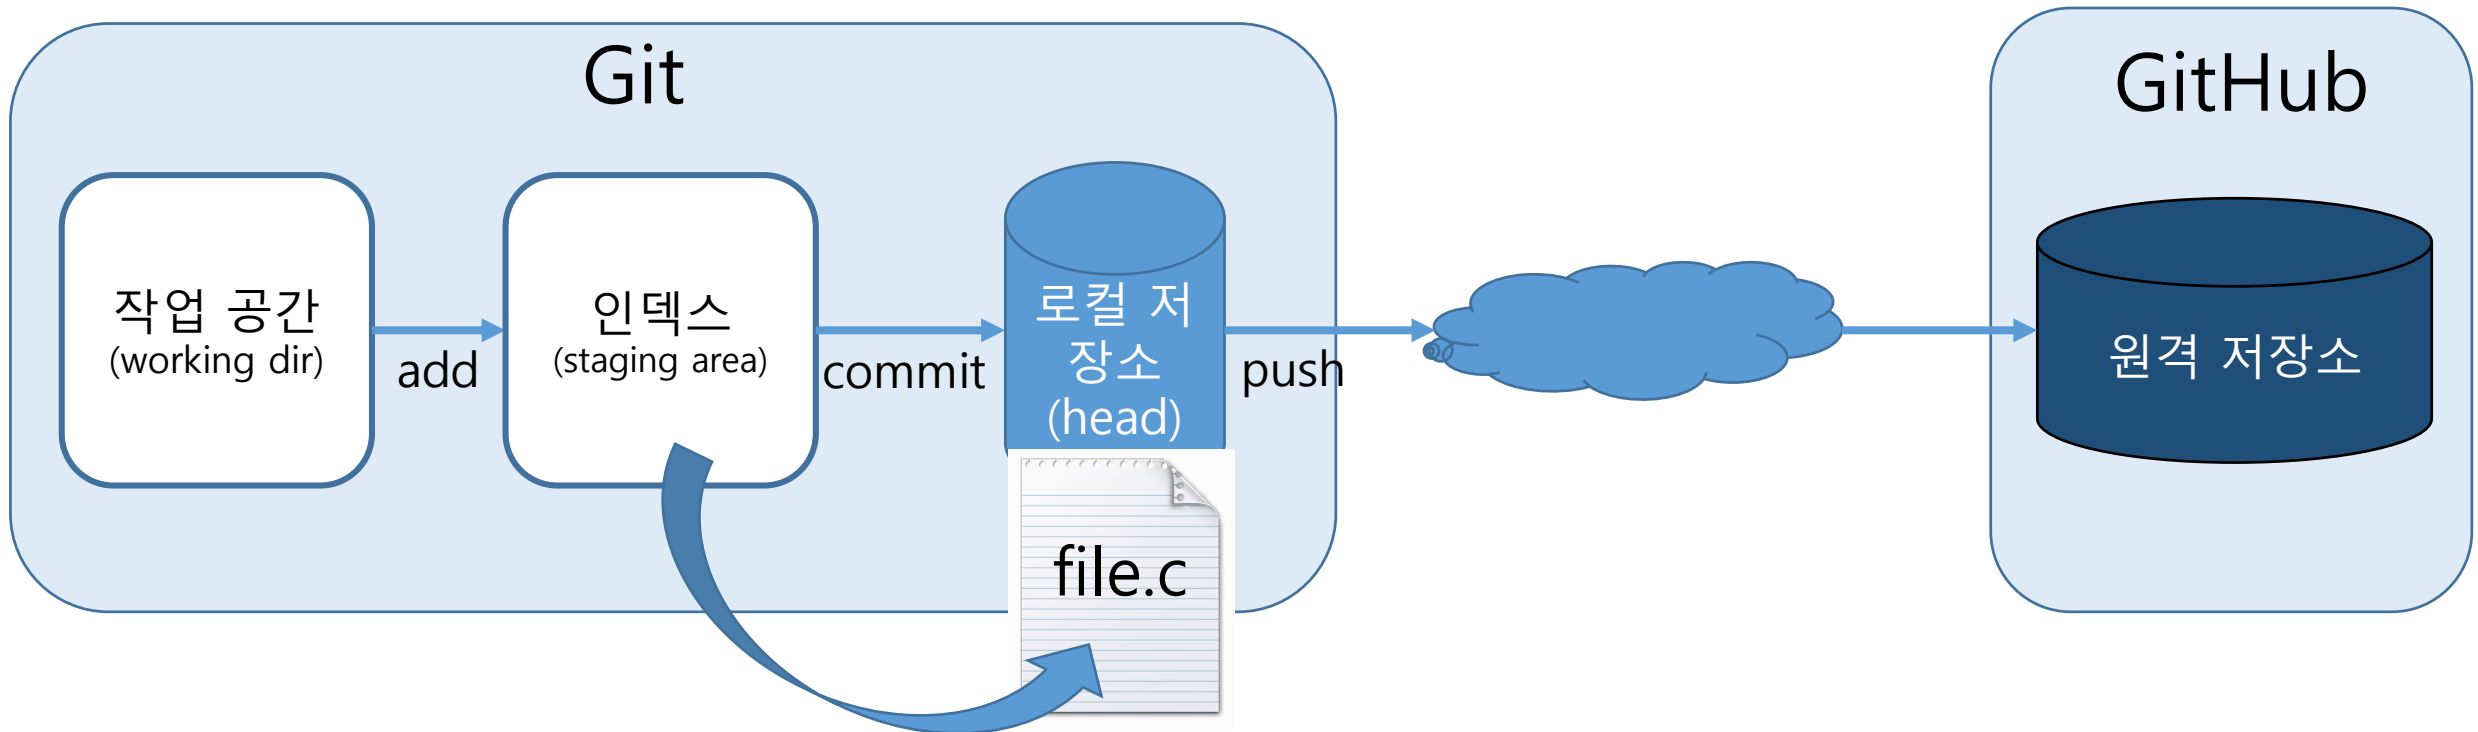 Git
GitHub
작업 공간
(working dir)
add
인덱스
(staging area)
commit
로컬 저
장소
(head)
push
원격 저장소
file.c